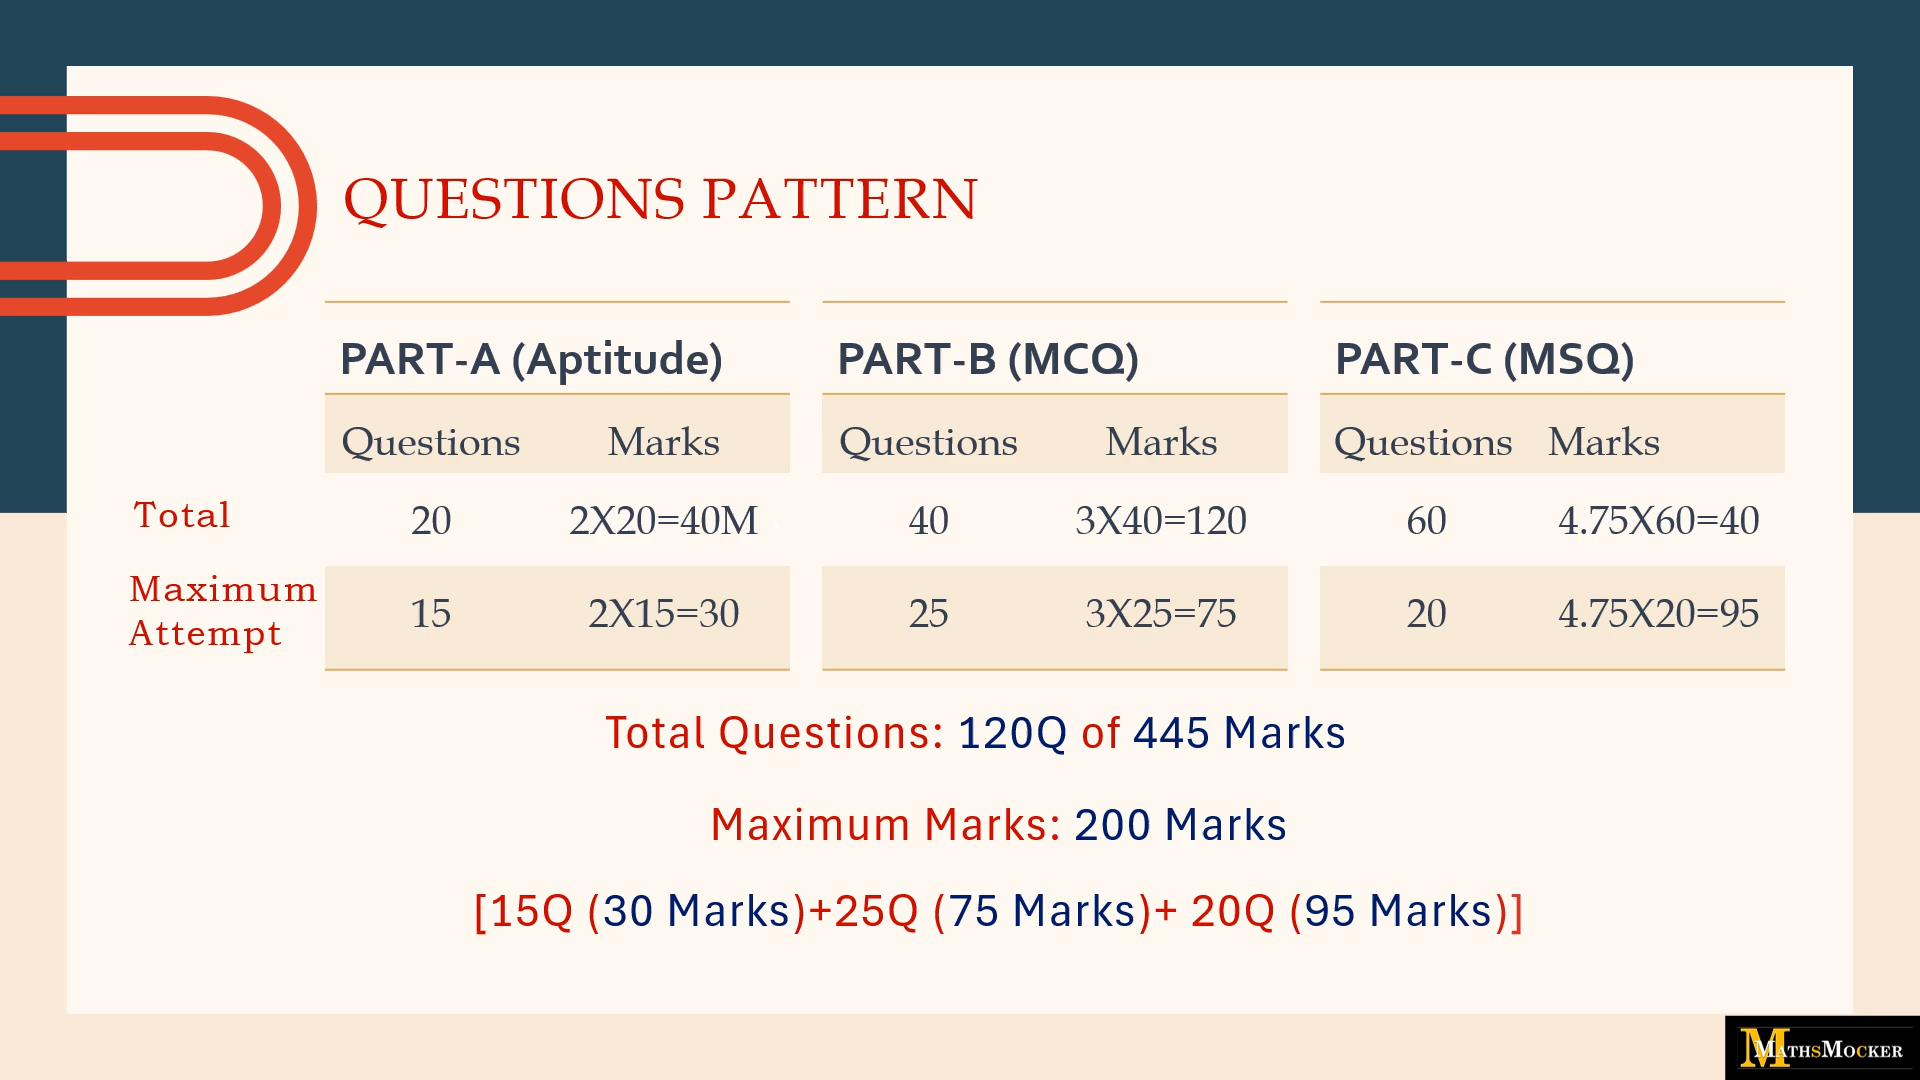 QUESTIONS PATTERN
PART-A (Aptitude) PART-B (MCQ) PART-C (MSQ)
Questions Marks Questions Marks Questions Marks
Total 20 2X20=40M 40 3X40=120 60 4.75X60=40
Maximum Attempt 15 2X15=30 25 3X25=75 20 4.75X20=95
Total Questions: 120Q of 445 Marks
Maximum Marks: 200 Marks
[15Q (30 Marks)+25Q (75 Marks)+ 20Q (95 Marks)]
MATHSMOCKER